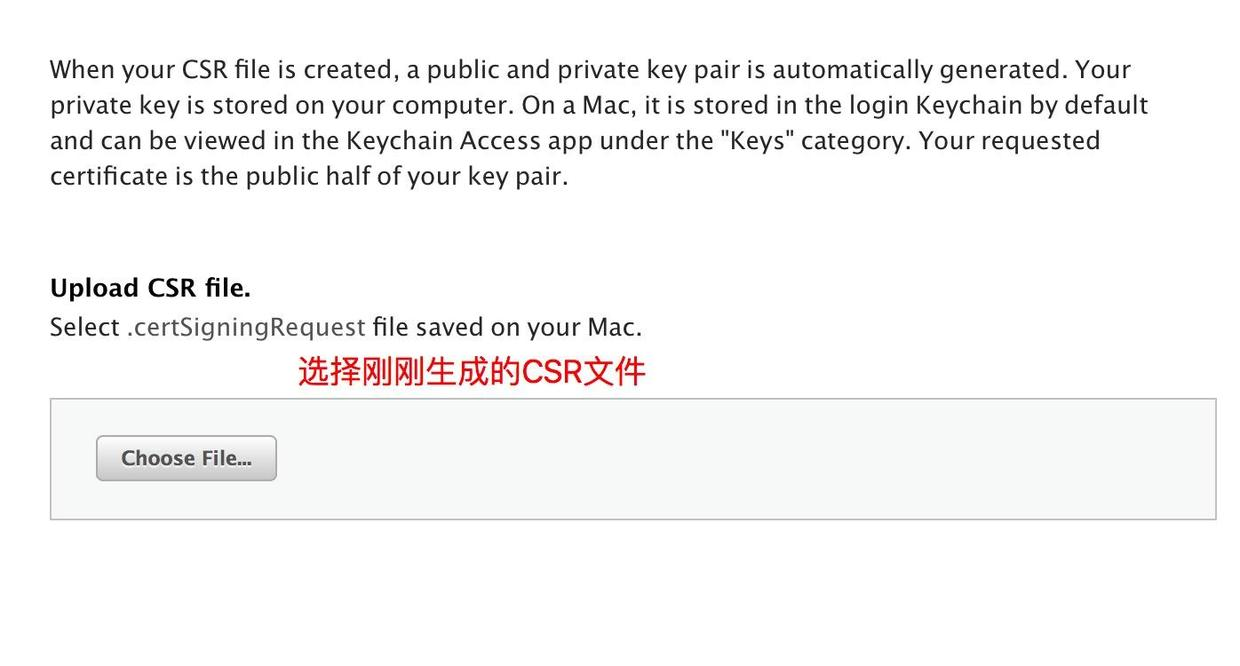 When your CSR file is created, a public and private key pair is automatically generated. Your
private key is stored on your computer. On a Mac, it is stored in the login Keychain by default
and can be viewed in the Keychain Access app under the "Keys" category. Your requested
certificate is the public half of your key pair.
Upload CSR file.
Select .certSigningRequest file saved on your Mac.
选择刚刚生成的CSR文件
Choose File...